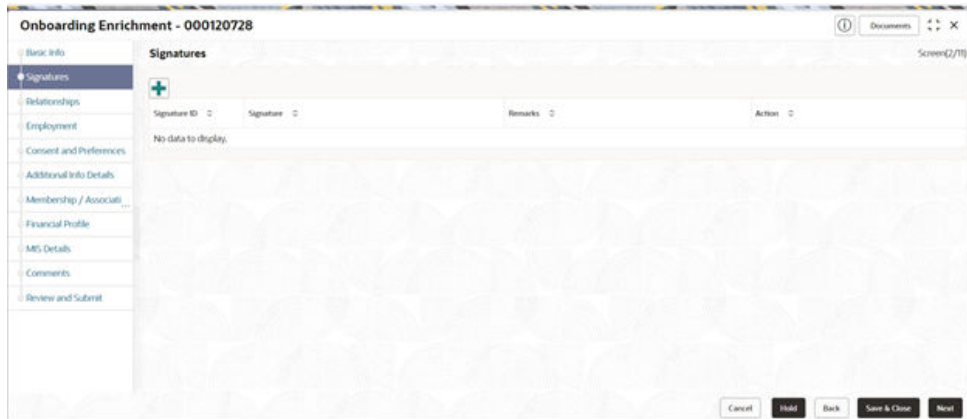 Onboarding Enrichment - 000120728
Documents
Basic Info
Signatures
Relationships
Employment
Consent and Preferences
Additional Info Details
Membership / Associati...
Financial Profile
MIS Details
Comments
Review and Submit
Signatures
Screen(2/11)
Signature ID Signature Remarks Action
No data to display.
Cancel Hold Back Save & Close Next